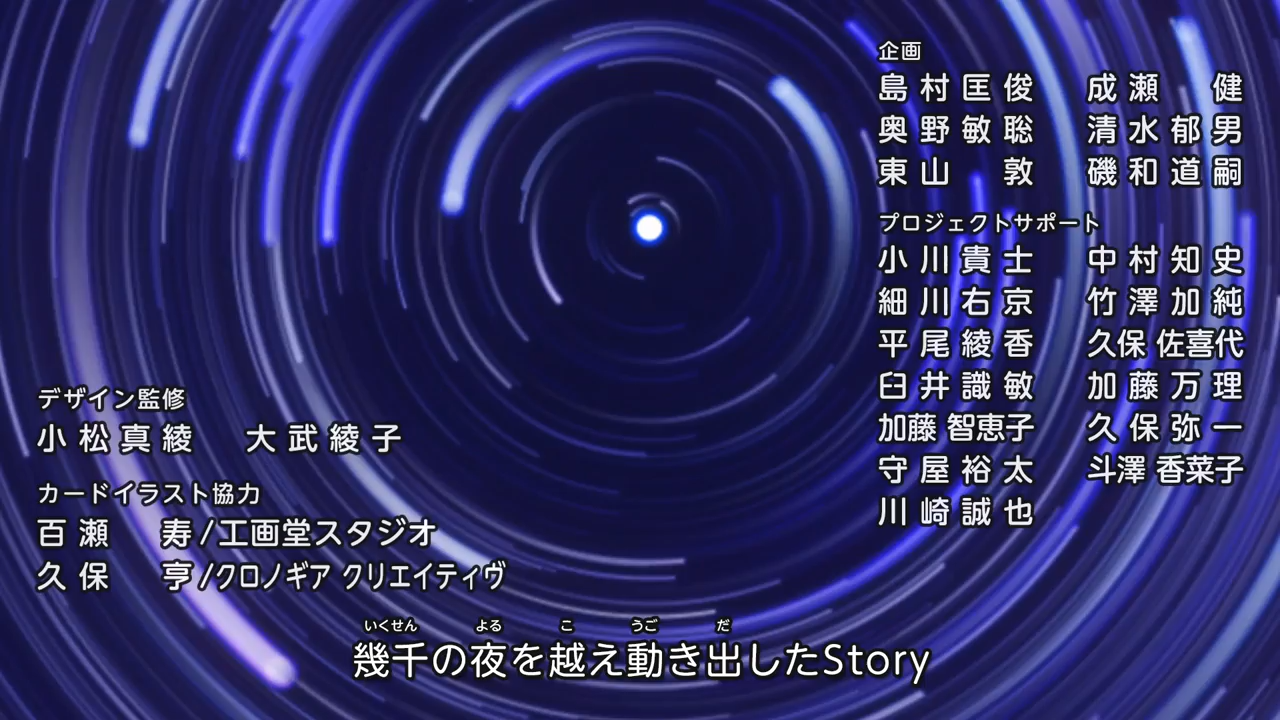 企画
島村匡俊 成瀬 健
奥野敏聡 清水郁男
東山 敦 磯和道嗣
プロジェクトサポート
小川貴士 中村知史
細川右京 竹澤加純
平尾綾香 久保 佐喜代
臼井識敏 加藤万理
加藤 智恵子 久保弥一
守屋裕太 斗澤 香菜子
川崎誠也
デザイン監修
小松真綾 大武綾子
カードイラスト協力
百瀬 寿/工画堂スタジオ
久保 亨/クロノギア クリエイティヴ
いくせん よる こ うご だ
幾千の夜を越え動き出したStory